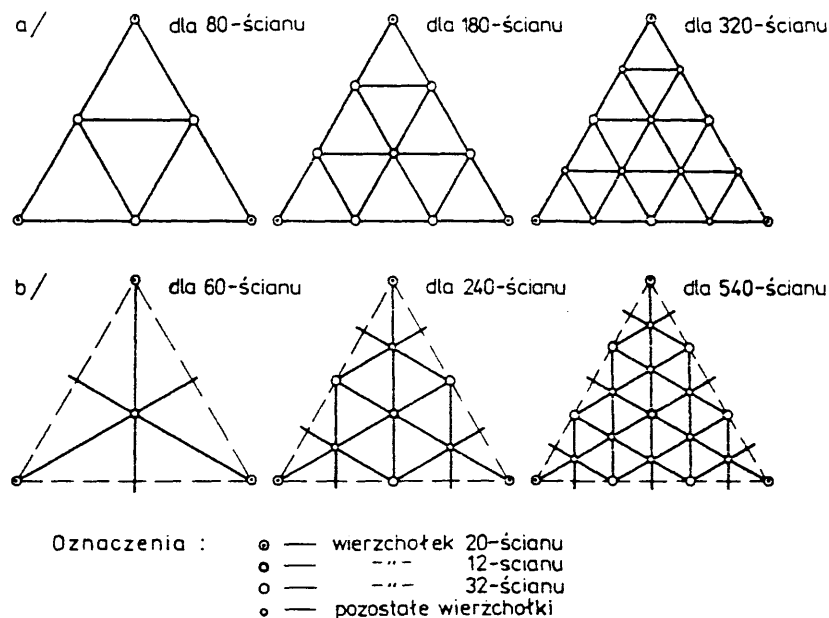 a/ dla 80-ścianu dla 180-ścianu dla 320-ścianu
b/ dla 60-ścianu dla 240-ścianu dla 540-ścianu
Oznaczenia : — wierzchołek 20-ścianu
— -"- 12-scianu
— -"- 32-ścianu
— pozostałe wierzchołki